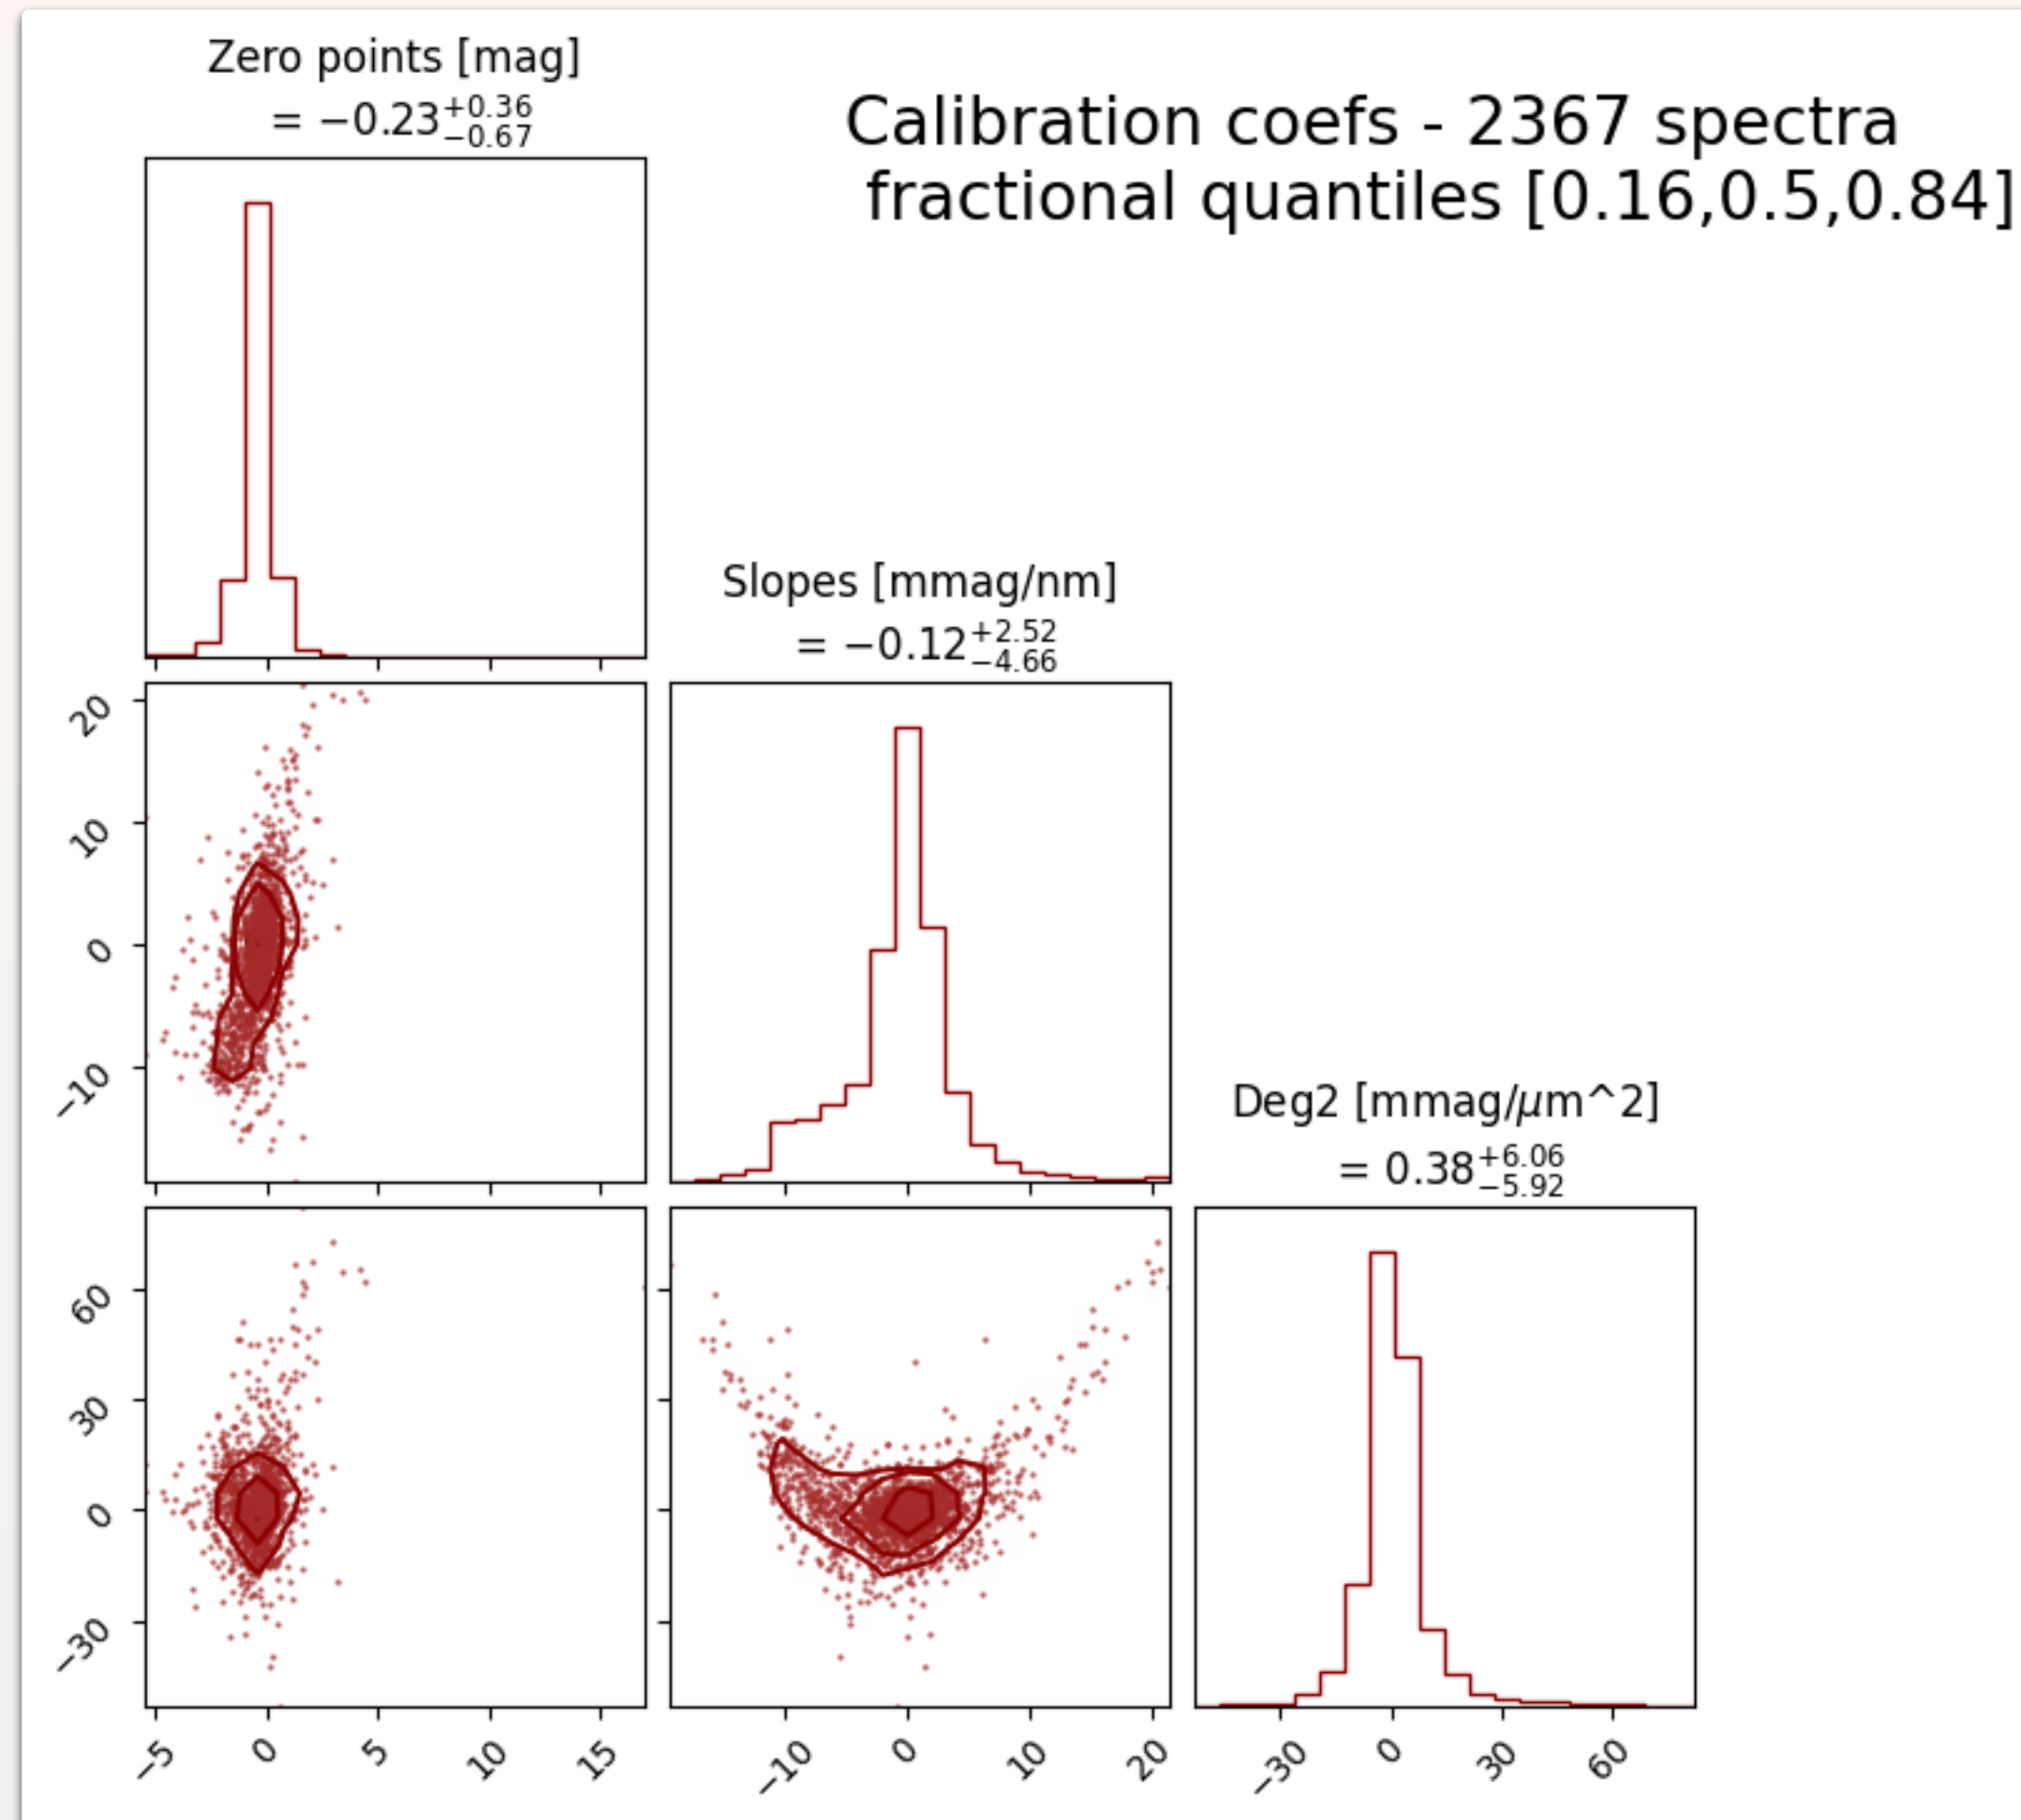 Zero points [mag]
= −0.23 +0.36 −0.67
Calibration coefs - 2367 spectra
fractional quantiles [0.16,0.5,0.84]
Slopes [mmag/nm]
= −0.12 +2.52 −4.66
20
10
0
−10
Deg2 [mmag/μm^2]
= 0.38 +6.06 −5.92
60
30
0
−30
−5 0 5 10 15
−10 0 10 20
−30 0 30 60